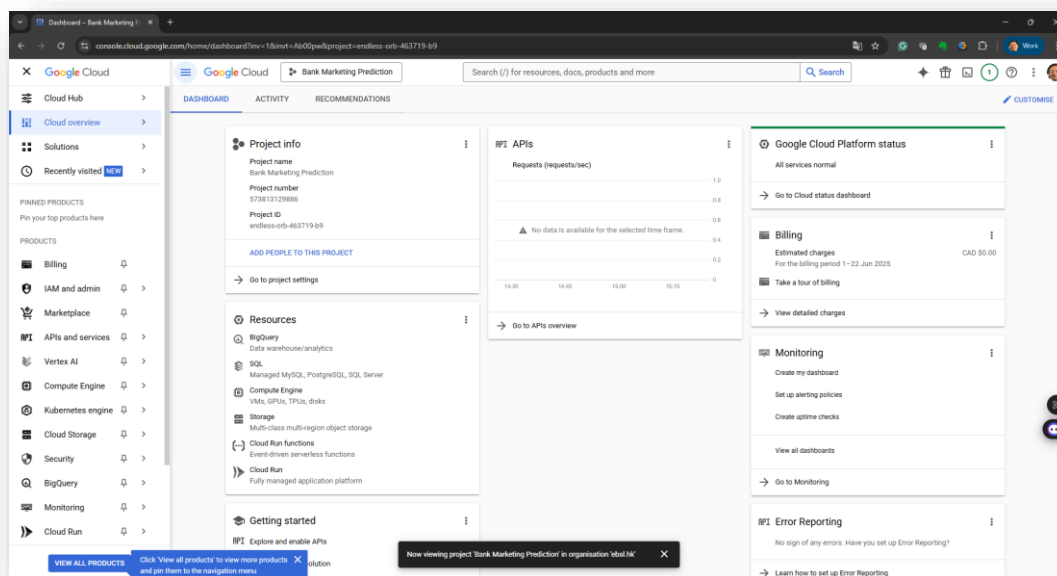 Dashboard – Bank Marketing P
console.cloud.google.com/home/dashboard?inv=1&invt=Ab00pw&project=endless-orb-463719-b9
Work
Google Cloud
Google Cloud
Bank Marketing Prediction
Search (/) for resources, docs, products and more
Search
1
Cloud Hub
Cloud overview
Solutions
Recently visited NEW
PINNED PRODUCTS
Pin your top products here
PRODUCTS
Billing
IAM and admin
Marketplace
API APIs and services
Vertex AI
Compute Engine
Kubernetes engine
Cloud Storage
Security
BigQuery
Monitoring
Cloud Run
VIEW ALL PRODUCTS
Click 'View all products' to view more products
and pin them to the navigation menu
DASHBOARD
ACTIVITY
RECOMMENDATIONS
CUSTOMISE
Project info
Project name
Bank Marketing Prediction
Project number
573813129886
Project ID
endless-orb-463719-b9
ADD PEOPLE TO THIS PROJECT
Go to project settings
Resources
BigQuery
Data warehouse/analytics
SQL
Managed MySQL, PostgreSQL, SQL Server
Compute Engine
VMs, GPUs, TPUs, disks
Storage
Multi-class multi-region object storage
Cloud Run functions
Event-driven serverless functions
Cloud Run
Fully managed application platform
Getting started
API Explore and enable APIs
olution
API APIs
Requests (requests/sec)
1.0
0.8
0.6
No data is available for the selected time frame.
0.4
0.2
0
14:30 14:45 15:00 15:15
Go to APIs overview
Google Cloud Platform status
All services normal
Go to Cloud status dashboard
Billing
Estimated charges CAD $0.00
For the billing period 1–22 Jun 2025
Take a tour of billing
View detailed charges
Monitoring
Create my dashboard
Set up alerting policies
Create uptime checks
View all dashboards
Go to Monitoring
API Error Reporting
No sign of any errors. Have you set up Error Reporting?
Learn how to set up Error Reporting
Now viewing project 'Bank Marketing Prediction' in organisation 'ebsl.hk'